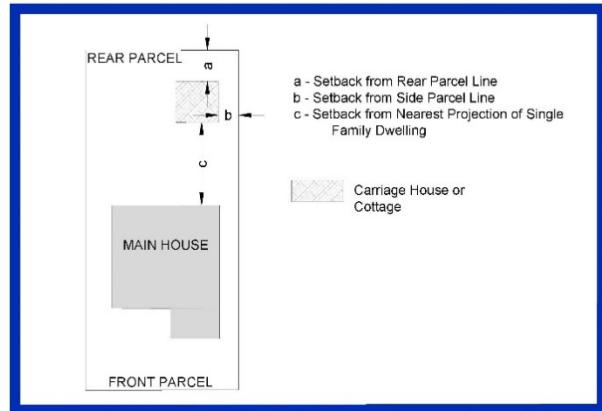 REAR PARCEL
a
b
c
MAIN HOUSE
FRONT PARCEL
a - Setback from Rear Parcel Line
b - Setback from Side Parcel Line
c - Setback from Nearest Projection of Single
Family Dwelling
Carriage House or
Cottage